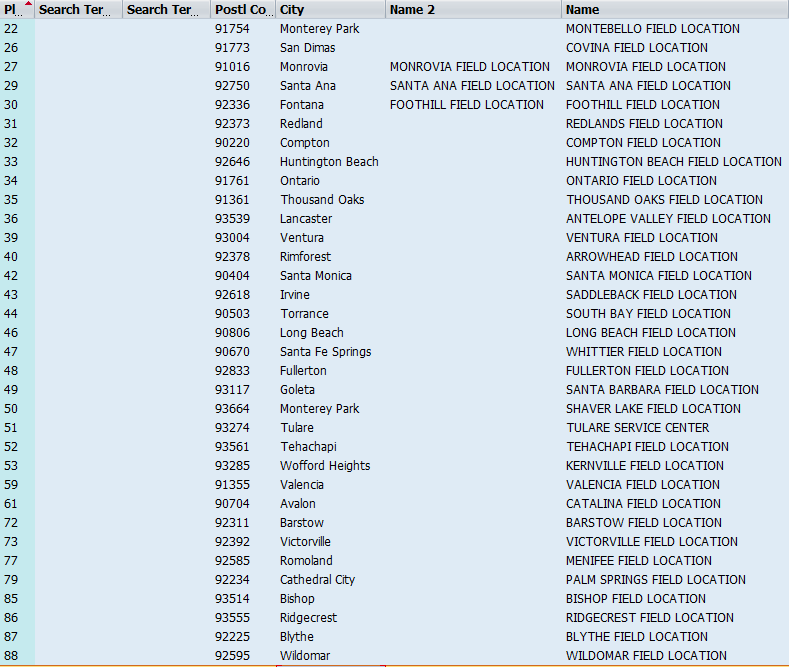 Pl... Search Ter... Search Ter... Postl Co... City Name 2 Name
22 91754 Monterey Park MONTEBELLO FIELD LOCATION
26 91773 San Dimas COVINA FIELD LOCATION
27 91016 Monrovia MONROVIA FIELD LOCATION MONROVIA FIELD LOCATION
29 92750 Santa Ana SANTA ANA FIELD LOCATION SANTA ANA FIELD LOCATION
30 92336 Fontana FOOTHILL FIELD LOCATION FOOTHILL FIELD LOCATION
31 92373 Redland REDLANDS FIELD LOCATION
32 90220 Compton COMPTON FIELD LOCATION
33 92646 Huntington Beach HUNTINGTON BEACH FIELD LOCATION
34 91761 Ontario ONTARIO FIELD LOCATION
35 91361 Thousand Oaks THOUSAND OAKS FIELD LOCATION
36 93539 Lancaster ANTELOPE VALLEY FIELD LOCATION
39 93004 Ventura VENTURA FIELD LOCATION
40 92378 Rimforest ARROWHEAD FIELD LOCATION
42 90404 Santa Monica SANTA MONICA FIELD LOCATION
43 92618 Irvine SADDLEBACK FIELD LOCATION
44 90503 Torrance SOUTH BAY FIELD LOCATION
46 90806 Long Beach LONG BEACH FIELD LOCATION
47 90670 Santa Fe Springs WHITTIER FIELD LOCATION
48 92833 Fullerton FULLERTON FIELD LOCATION
49 93117 Goleta SANTA BARBARA FIELD LOCATION
50 93664 Monterey Park SHAVER LAKE FIELD LOCATION
51 93274 Tulare TULARE SERVICE CENTER
52 93561 Tehachapi TEHACHAPI FIELD LOCATION
53 93285 Wofford Heights KERNVILLE FIELD LOCATION
59 91355 Valencia VALENCIA FIELD LOCATION
61 90704 Avalon CATALINA FIELD LOCATION
72 92311 Barstow BARSTOW FIELD LOCATION
73 92392 Victorville VICTORVILLE FIELD LOCATION
77 92585 Romoland MENIFEE FIELD LOCATION
79 92234 Cathedral City PALM SPRINGS FIELD LOCATION
85 93514 Bishop BISHOP FIELD LOCATION
86 93555 Ridgecrest RIDGECREST FIELD LOCATION
87 92225 Blythe BLYTHE FIELD LOCATION
88 92595 Wildomar WILDOMAR FIELD LOCATION